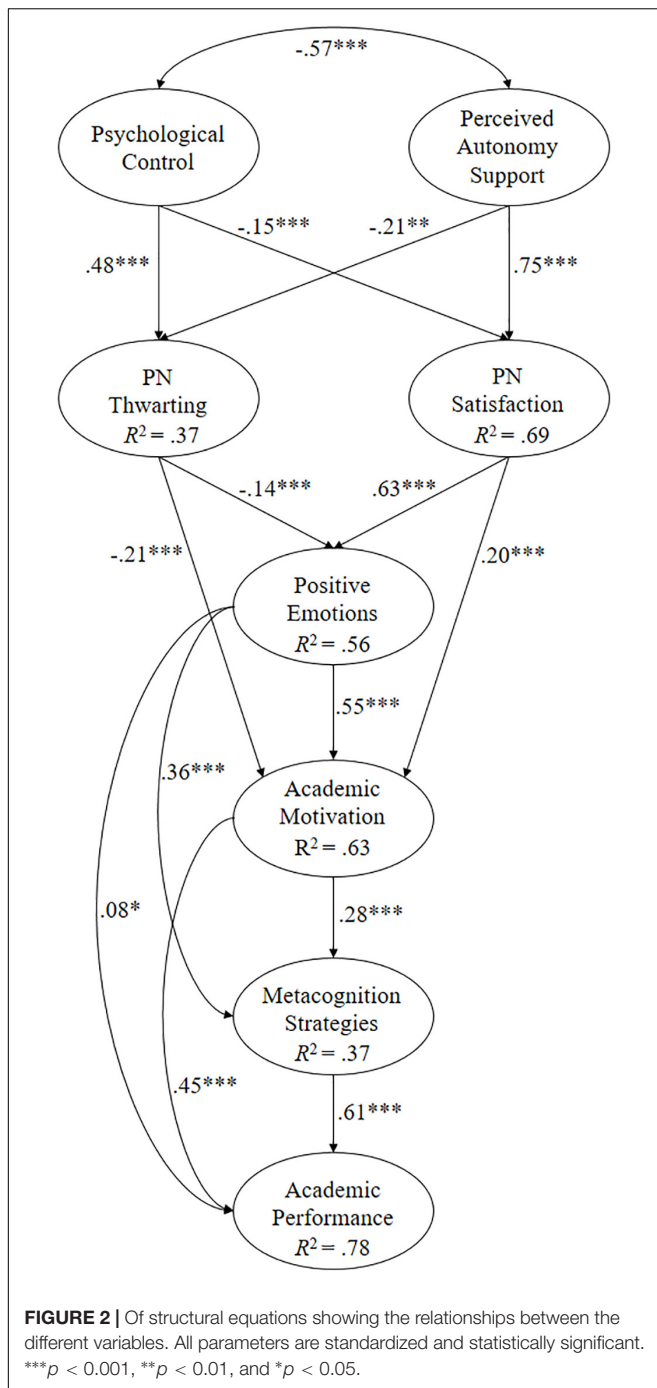 -.57***
Psychological
Control
Perceived
Autonomy
Support
.48***
-.15***
-.21**
.75***
PN
Thwarting
R² = .37
PN
Satisfaction
R² = .69
-.14***
.63***
-.21***
.20***
Positive
Emotions
R² = .56
.55***
.36***
Academic
Motivation
R² = .63
.08*
.28***
Metacognition
Strategies
R² = .37
.45***
.61***
Academic
Performance
R² = .78
FIGURE 2 | Of structural equations showing the relationships between the
different variables. All parameters are standardized and statistically significant.
***p < 0.001, **p < 0.01, and *p < 0.05.